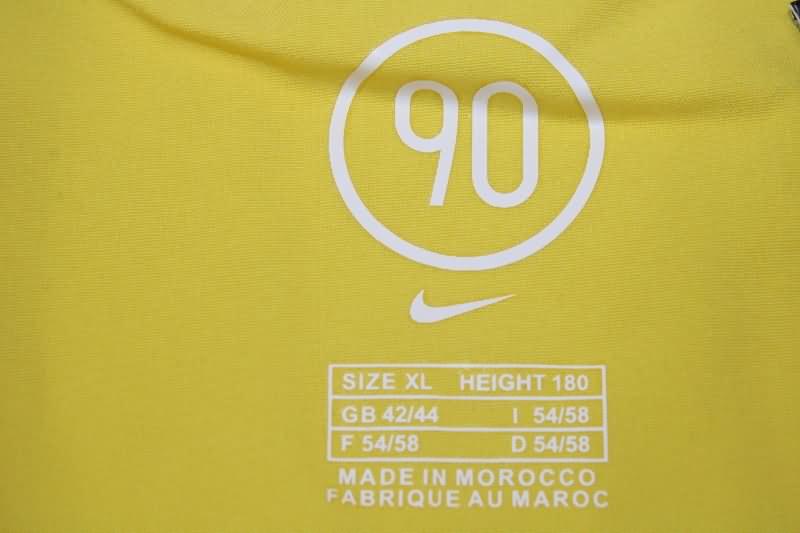 90
SIZE XL HEIGHT 180
GB 42/44 I 54/58
F 54/58 D 54/58
MADE IN MOROCCO
FABRIQUE AU MAROC